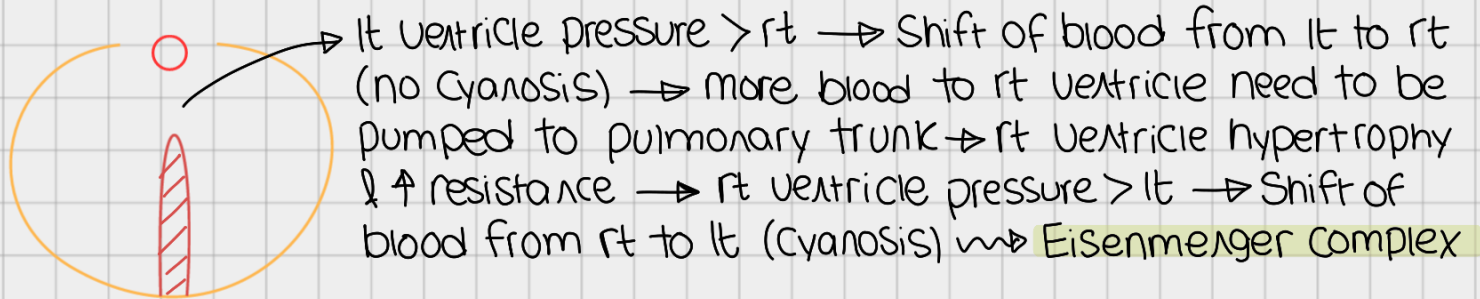 lt ventricle pressure > rt → Shift of blood from lt to rt
(no cyanosis) → more blood to rt ventricle need to be
pumped to pulmonary trunk → rt ventricle hypertrophy
& ↑ resistance → rt ventricle pressure > lt → Shift of
blood from rt to lt (cyanosis) ⇝ Eisenmenger complex